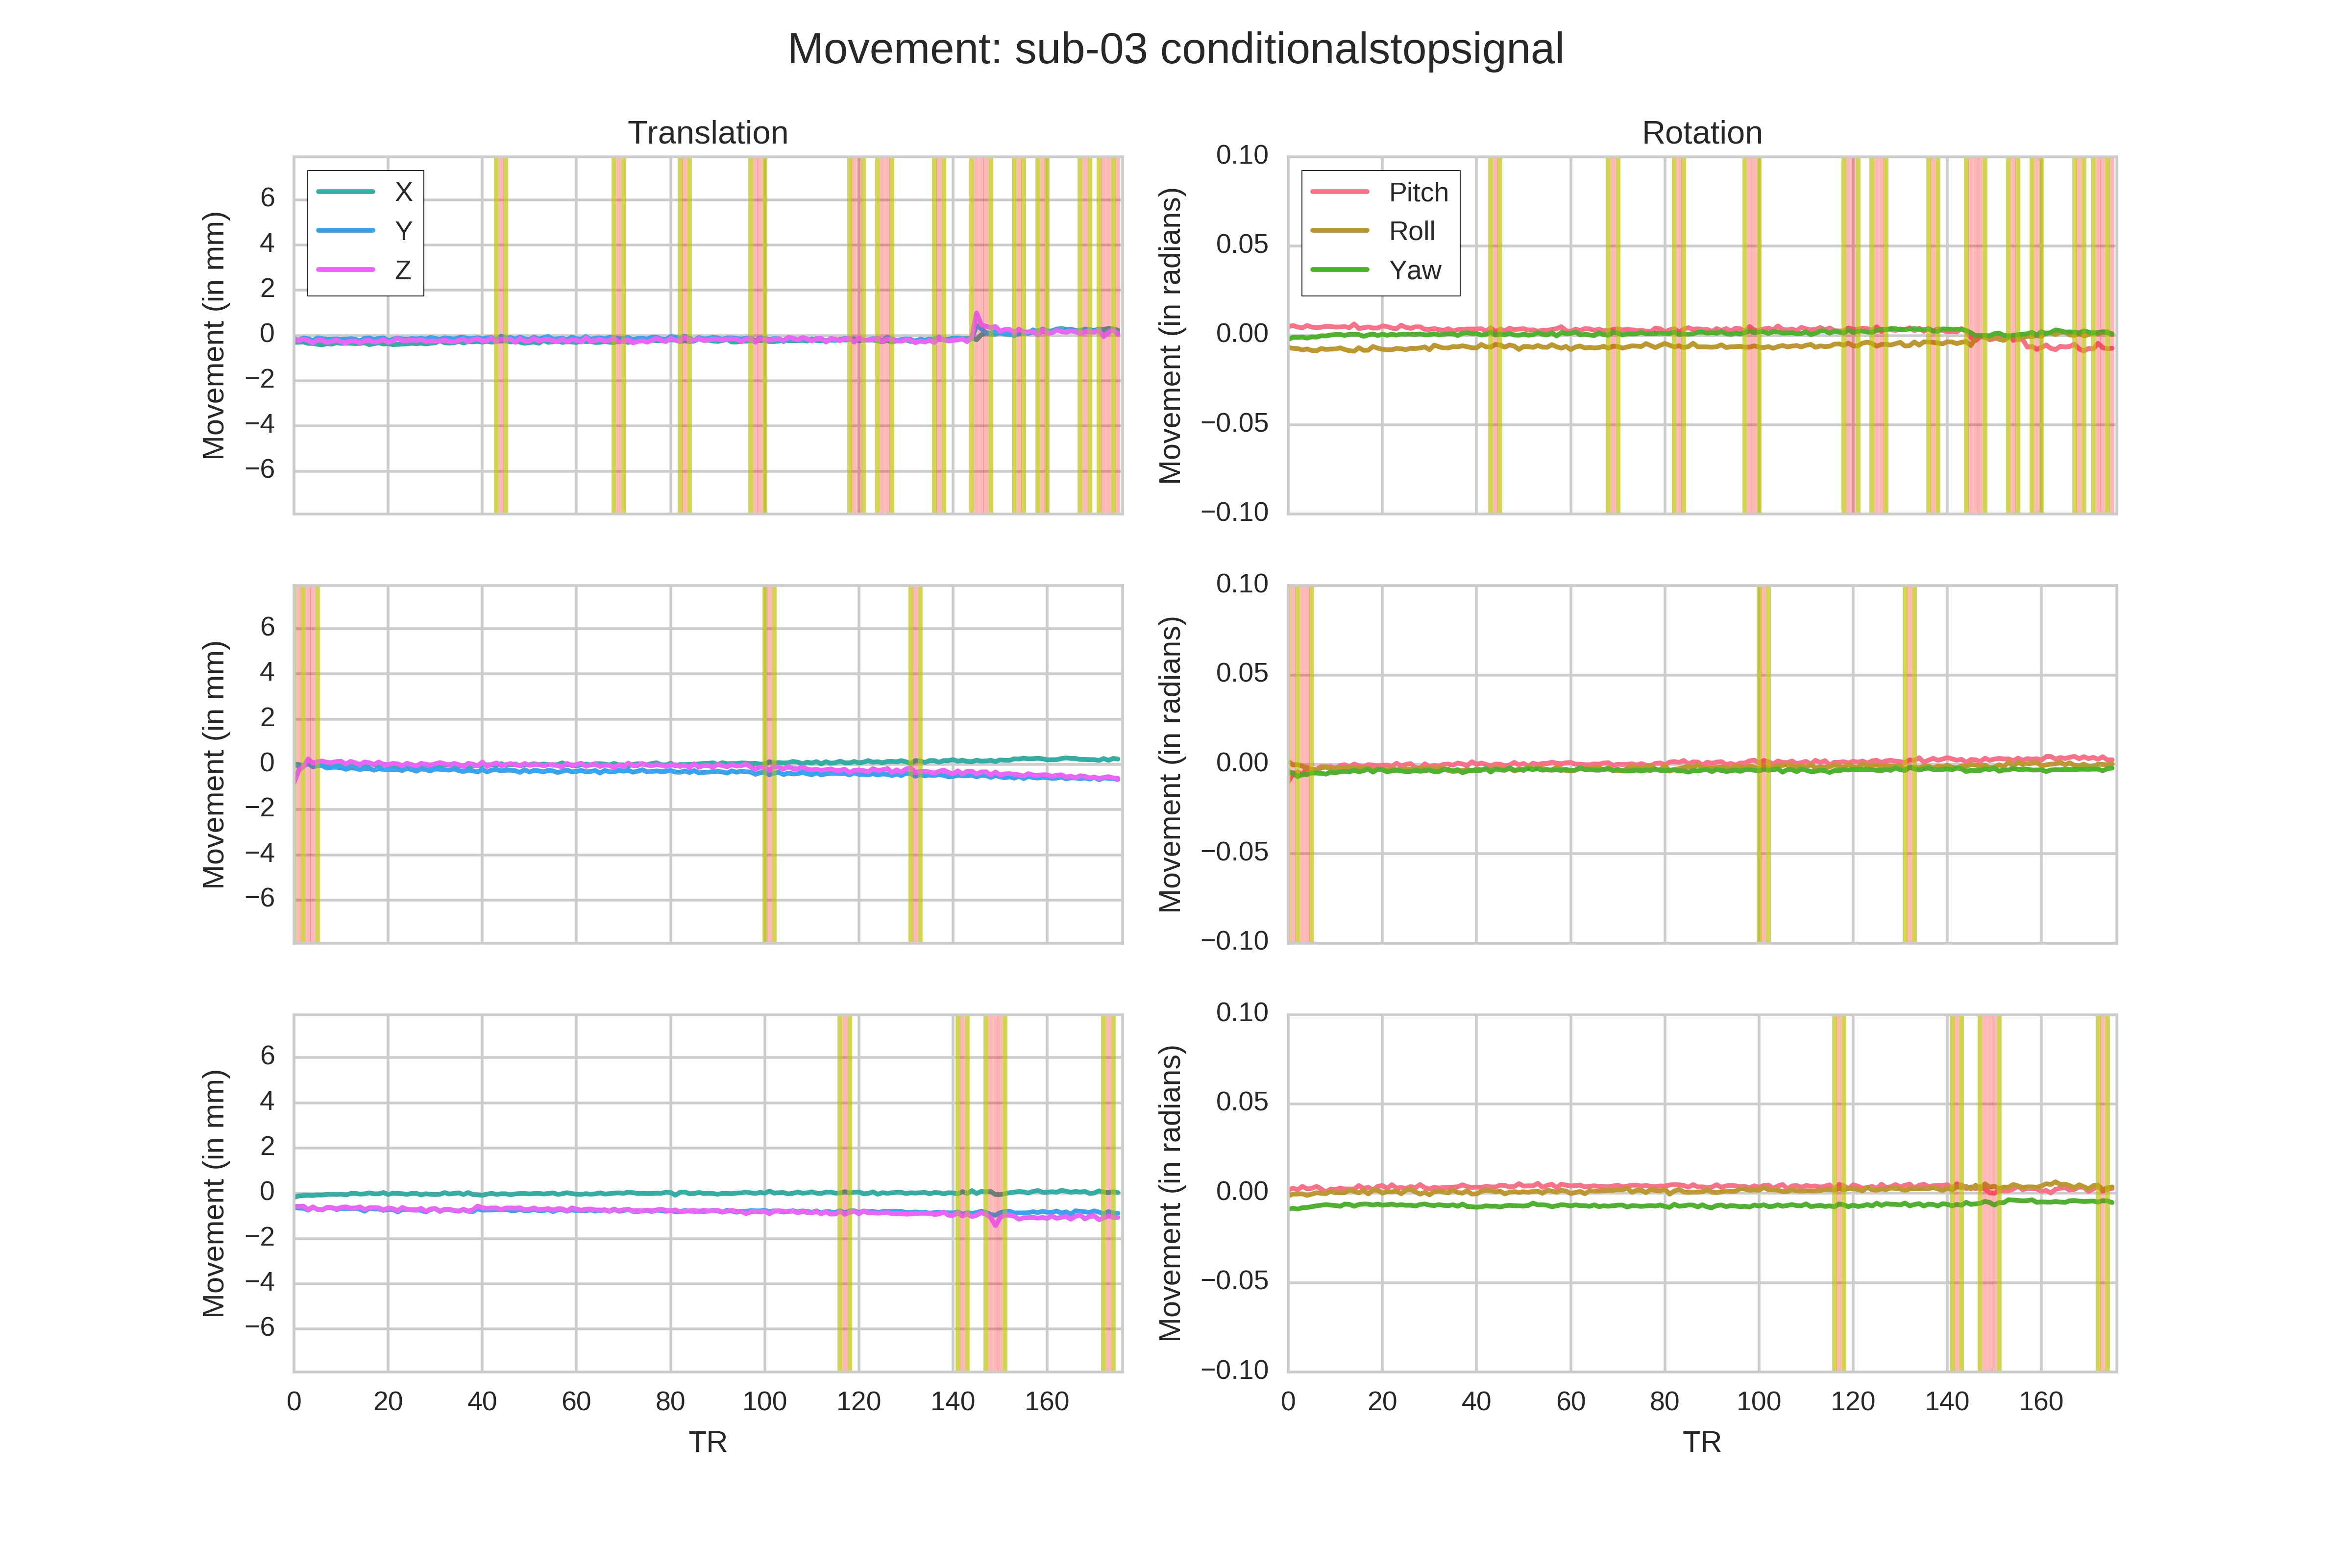 Movement: sub-03 conditionalstopsignal
Translation
Rotation
Movement (in mm)
6
4
2
0
−2
−4
−6
X
Y
Z
Movement (in radians)
0.10
0.05
0.00
−0.05
−0.10
Pitch
Roll
Yaw
Movement (in mm)
6
4
2
0
−2
−4
−6
Movement (in radians)
0.10
0.05
0.00
−0.05
−0.10
Movement (in mm)
6
4
2
0
−2
−4
−6
0 20 40 60 80 100 120 140 160
TR
Movement (in radians)
0.10
0.05
0.00
−0.05
−0.10
0 20 40 60 80 100 120 140 160
TR